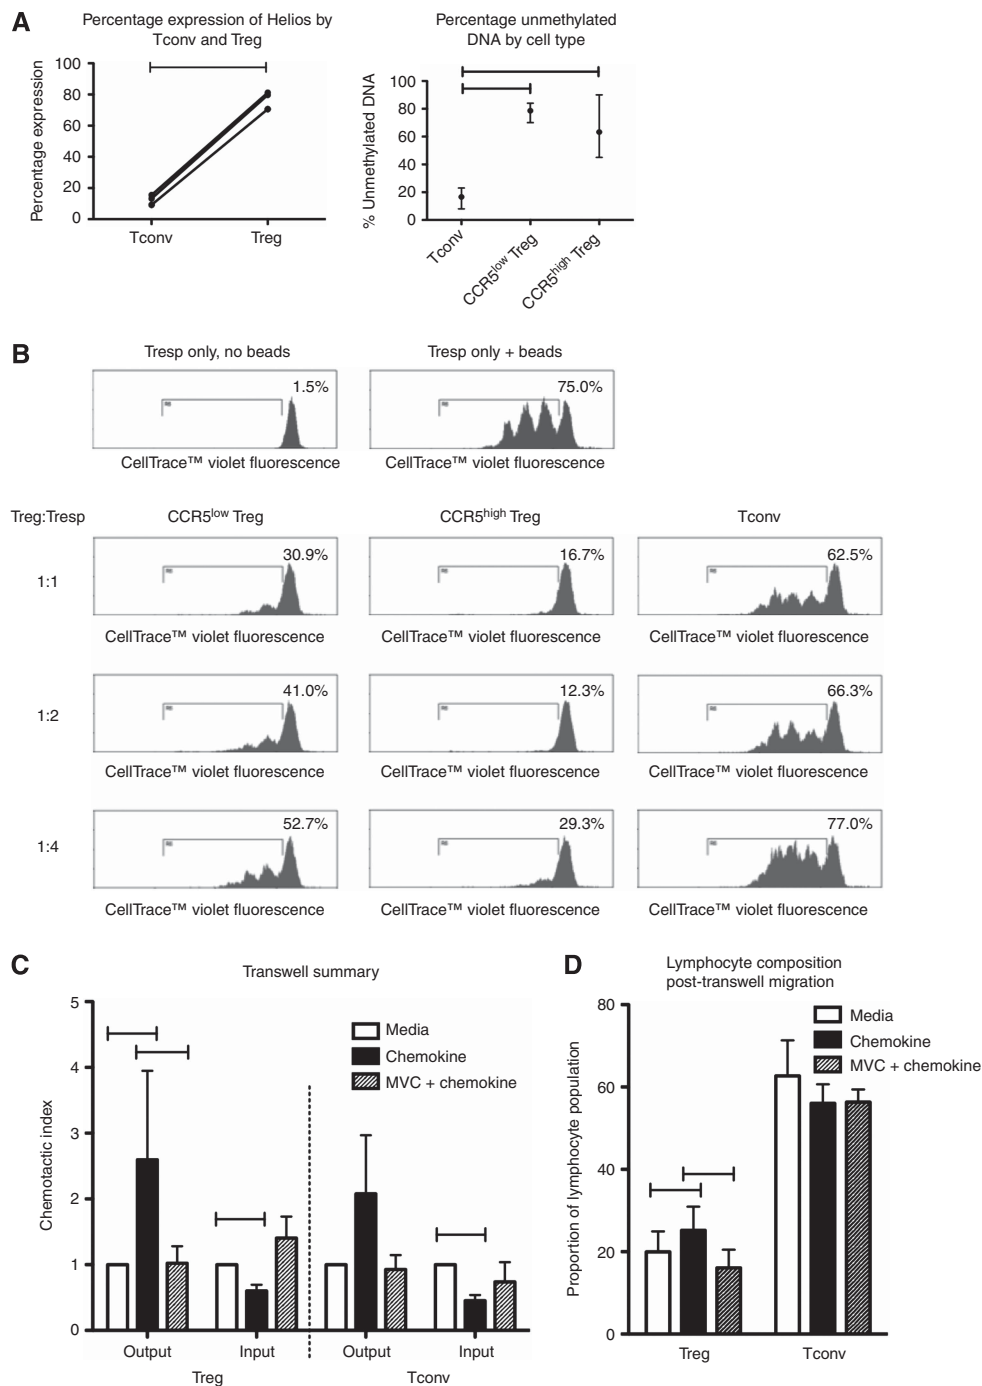 A
Percentage expression of Helios by
Tconv and Treg
Percentage expression
100
80
60
40
20
0
Tconv
Treg
Percentage unmethylated
DNA by cell type
% Unmethylated DNA
100
80
60
40
20
0
Tconv
CCR5low Treg
CCR5high Treg
B
Tresp only, no beads
1.5%
CellTrace™ violet fluorescence
Tresp only + beads
75.0%
CellTrace™ violet fluorescence
Treg:Tresp
CCR5low Treg
CCR5high Treg
Tconv
1:1
30.9%
16.7%
62.5%
CellTrace™ violet fluorescence
CellTrace™ violet fluorescence
CellTrace™ violet fluorescence
1:2
41.0%
12.3%
66.3%
CellTrace™ violet fluorescence
CellTrace™ violet fluorescence
CellTrace™ violet fluorescence
1:4
52.7%
29.3%
77.0%
CellTrace™ violet fluorescence
CellTrace™ violet fluorescence
CellTrace™ violet fluorescence
C
Transwell summary
Chemotactic index
5
4
3
2
1
0
Media
Chemokine
MVC + chemokine
Output
Input
Output
Input
Treg
Tconv
D
Lymphocyte composition
post-transwell migration
Proportion of lymphocyte population
80
60
40
20
0
Media
Chemokine
MVC + chemokine
Treg
Tconv